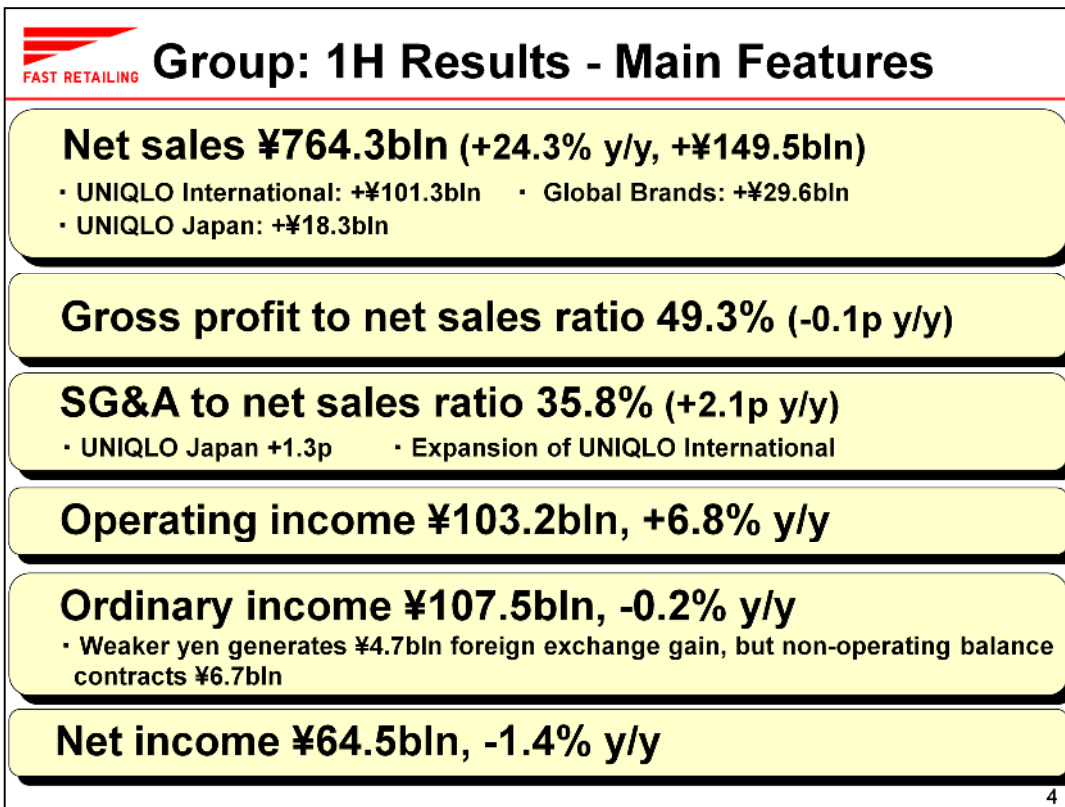 FAST RETAILING
Group: 1H Results - Main Features
Net sales ¥764.3bln (+24.3% y/y, +¥149.5bln)
・UNIQLO International: +¥101.3bln ・ Global Brands: +¥29.6bln
・UNIQLO Japan: +¥18.3bln
Gross profit to net sales ratio 49.3% (-0.1p y/y)
SG&A to net sales ratio 35.8% (+2.1p y/y)
・UNIQLO Japan +1.3p ・Expansion of UNIQLO International
Operating income ¥103.2bln, +6.8% y/y
Ordinary income ¥107.5bln, -0.2% y/y
・Weaker yen generates ¥4.7bln foreign exchange gain, but non-operating balance
contracts ¥6.7bln
Net income ¥64.5bln, -1.4% y/y
4